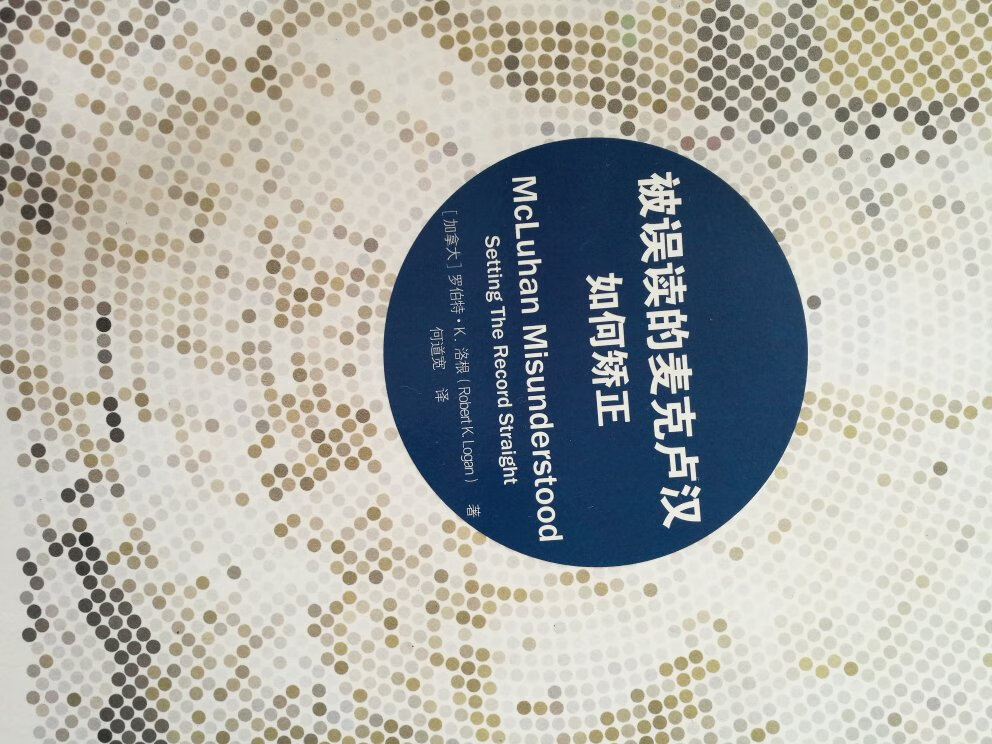 被误读的麦克卢汉
如何矫正
McLuhan Misunderstood
Setting The Record Straight
[加拿大] 罗伯特·K. 洛根 (Robert K. Logan) 著
何道宽 译